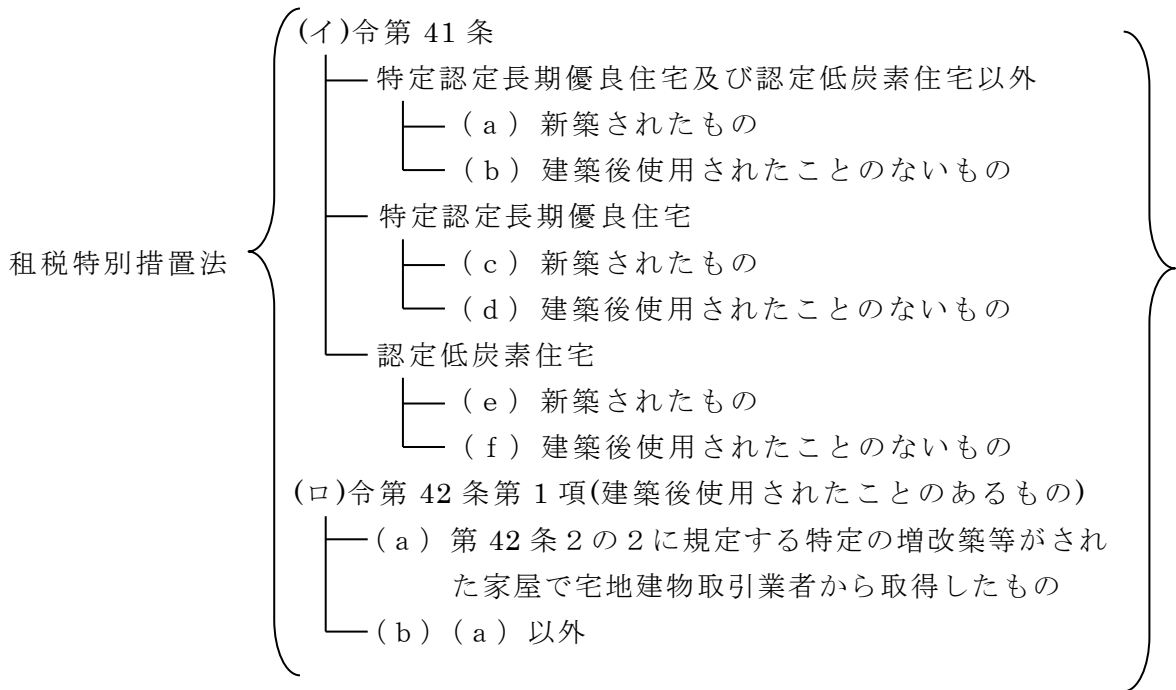 (イ)令第 41 条
特定認定長期優良住宅及び認定低炭素住宅以外
(a) 新築されたもの
(b) 建築後使用されたことのないもの
特定認定長期優良住宅
租税特別措置法
(c) 新築されたもの
(d) 建築後使用されたことのないもの
認定低炭素住宅
(e) 新築されたもの
(f) 建築後使用されたことのないもの
(ロ)令第 42 条第 1 項(建築後使用されたことのあるもの)
(a) 第 42 条 2 の 2 に規定する特定の増改築等がされ
た家屋で宅地建物取引業者から取得したもの
(b) (a) 以外